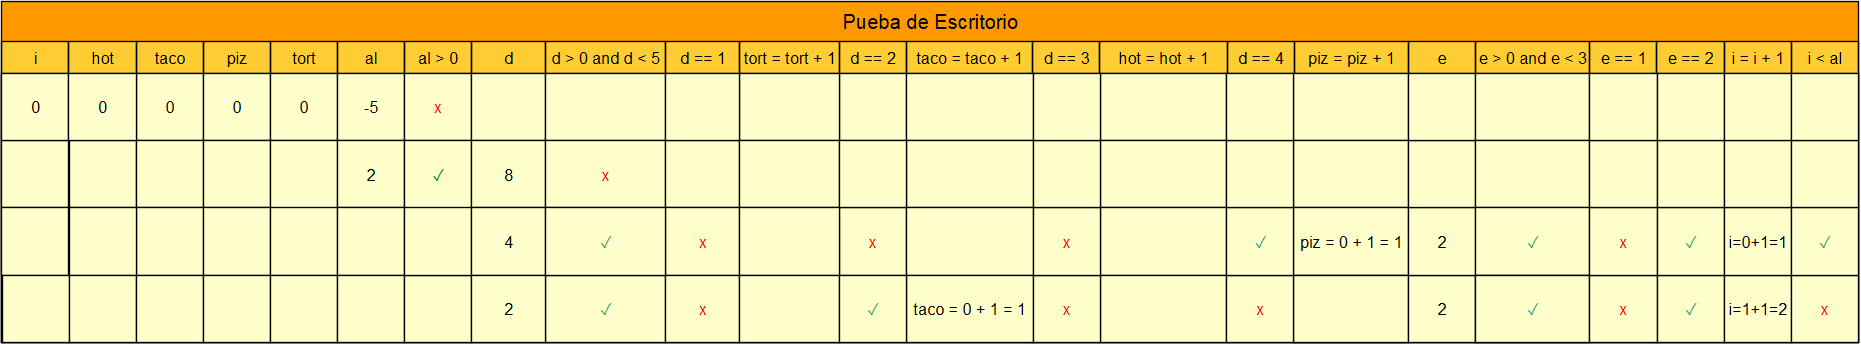 Pueba de Escritorio
i hot taco piz tort al al > 0 d d > 0 and d < 5 d == 1 tort = tort + 1 d == 2 taco = taco + 1 d == 3 hot = hot + 1 d == 4 piz = piz + 1 e e > 0 and e < 3 e == 1 e == 2 i = i + 1 i < al
0 0 0 0 0 -5 x
2 ✓ 8 x
4 ✓ x x x ✓ piz = 0 + 1 = 1 2 ✓ x ✓ i=0+1=1 ✓
2 ✓ x ✓ taco = 0 + 1 = 1 x x 2 ✓ x ✓ i=1+1=2 x